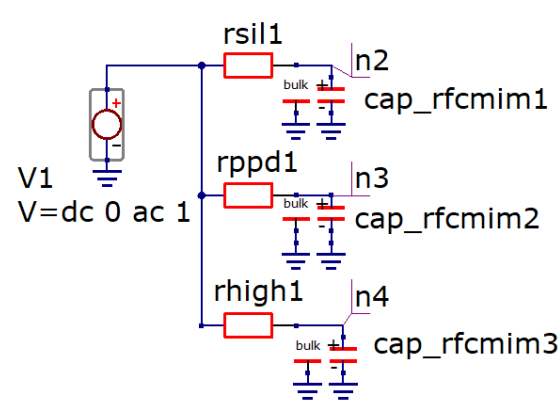 rsil1
n2
bulk +
-
cap_rfcmim1
+
-
V1
V=dc 0 ac 1
rppd1
n3
bulk +
-
cap_rfcmim2
rhigh1
n4
bulk +
-
cap_rfcmim3